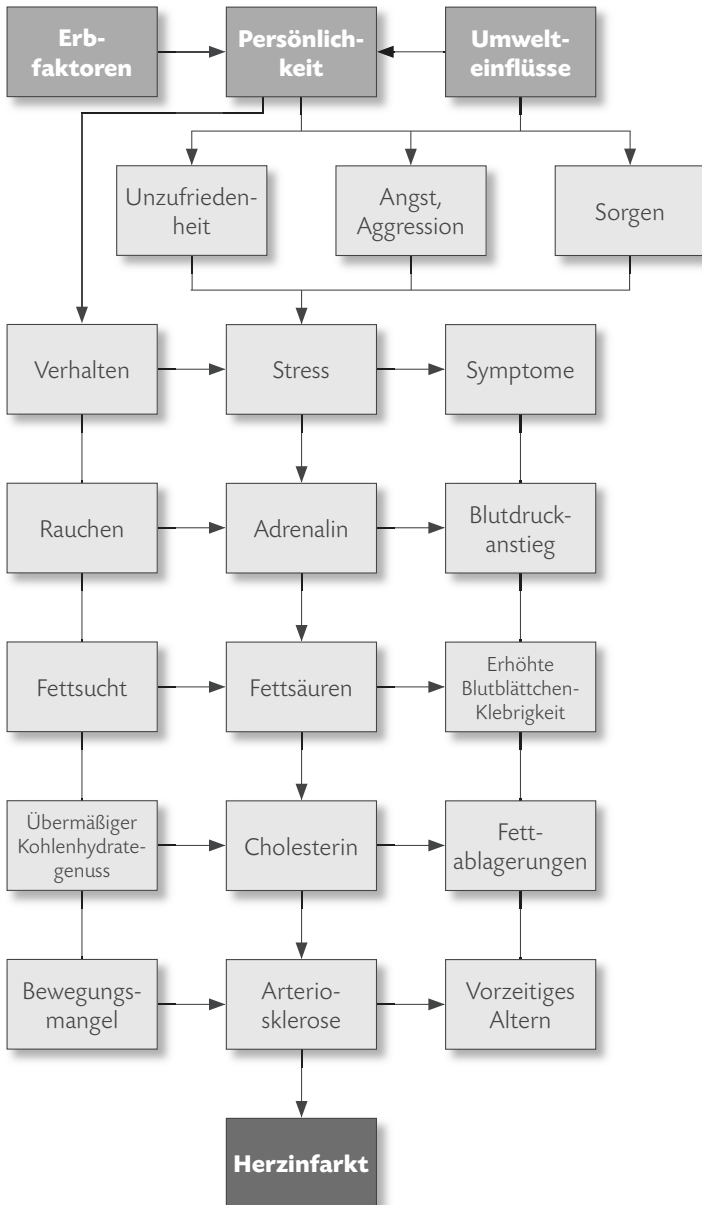 Erb-
faktoren
Persönlich-
keit
Umwelt-
einflüsse
Unzufrieden-
heit
Angst,
Aggression
Sorgen
Verhalten
Stress
Symptome
Rauchen
Adrenalin
Blutdruck-
anstieg
Fettsucht
Fettsäuren
Erhöhte
Blutblättchen-
Klebrigkeit
Übermäßiger
Kohlenhydrate-
genuss
Cholesterin
Fett-
ablagerungen
Bewegungs-
mangel
Arterio-
sklerose
Vorzeitiges
Altern
Herzinfarkt